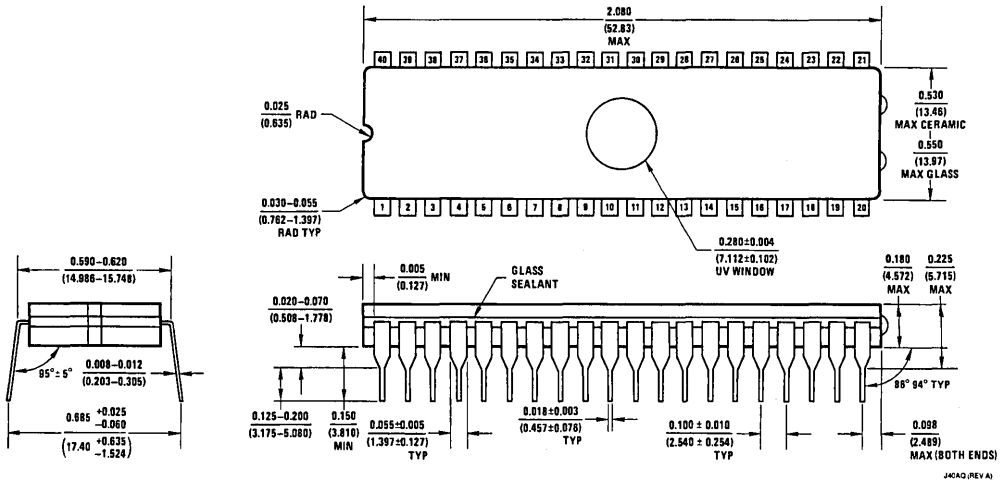 2.080
(52.83)
MAX
40 39 38 37 36 35 34 33 32 31 30 29 28 27 26 25 24 23 22 21
0.025
(0.635) RAD
0.530
(13.46)
MAX CERAMIC
0.550
(13.97)
MAX GLASS
0.030–0.055
(0.762–1.397)
RAD TYP
1 2 3 4 5 6 7 8 9 10 11 12 13 14 15 16 17 18 19 20
0.280±0.004
(7.112±0.102)
UV WINDOW
0.180
(4.572)
MAX
0.225
(5.715)
MAX
0.590–0.620
(14.986–15.748)
0.005
(0.127) MIN
GLASS
SEALANT
0.020–0.070
(0.508–1.778)
95° ± 5°
0.008–0.012
(0.203–0.305)
86° 94° TYP
0.685 +0.025
-0.060
(17.40 +0.635
-1.524)
0.125–0.200
(3.175–5.080)
0.150
(3.810)
MIN
0.055±0.005
(1.397±0.127)
TYP
0.018±0.003
(0.457±0.076)
TYP
0.100 ± 0.010
(2.540 ± 0.254)
TYP
0.098
(2.489)
MAX (BOTH ENDS)
J40AQ (REV A)